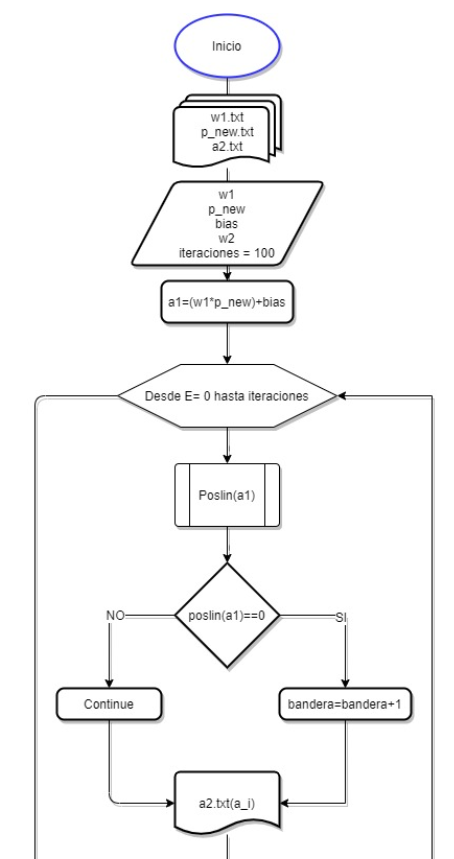 Inicio
w1.txt
p_new.txt
a2.txt
w1
p_new
bias
w2
iteraciones = 100
a1=(w1*p_new)+bias
Desde E= 0 hasta iteraciones
Poslin(a1)
poslin(a1)==0
NO
SI
Continue
bandera=bandera+1
a2.txt(a_i)